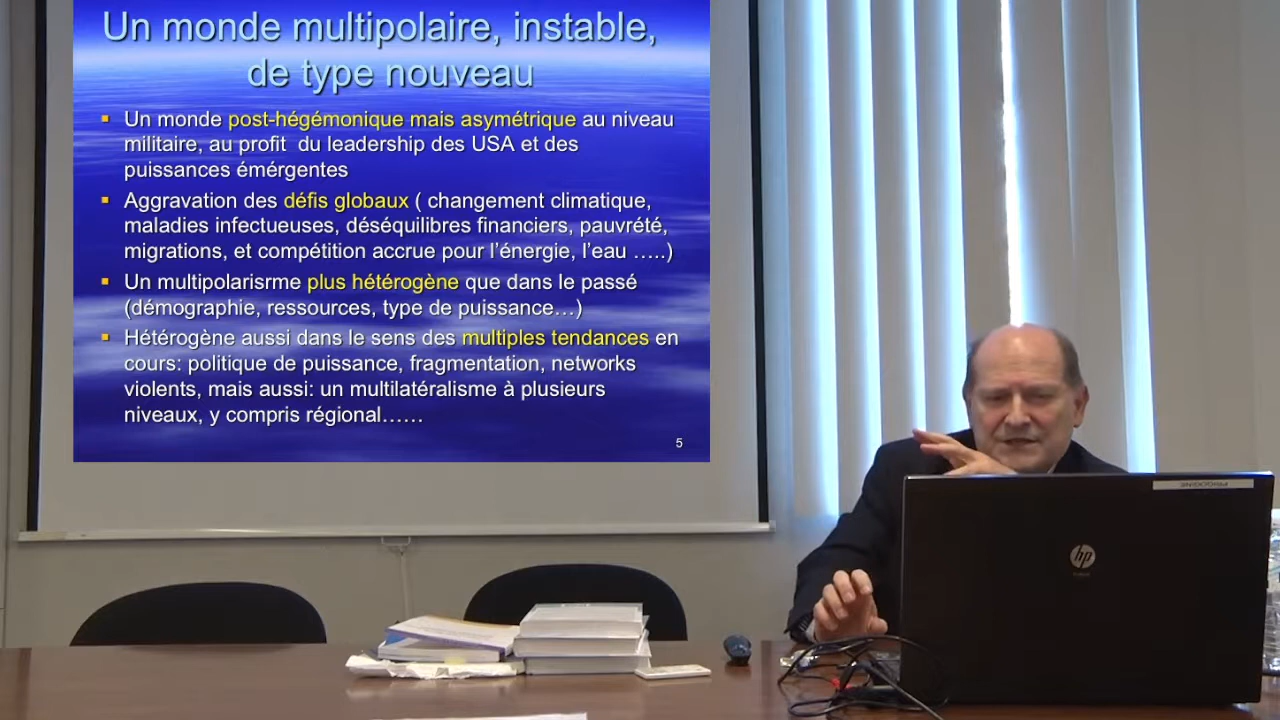 Un monde multipolaire, instable,
de type nouveau
Un monde post-hégémonique mais asymétrique au niveau
militaire, au profit du leadership des USA et des
puissances émérgentes
Aggravation des défis globaux ( changement climatique,
maladies infectueuses, déséquilibres financiers, pauvrété,
migrations, et compétition accrue pour l'énergie, l'eau …..)
Un multipolarisrme plus hétérogène que dans le passé
(démographie, ressources, type de puissance…)
Hétérogène aussi dans le sens des multiples tendances en
cours: politique de puissance, fragmentation, networks
violents, mais aussi: un multilatéralisme à plusieurs
niveaux, y compris régional……
5
PRIGOGINE
hp